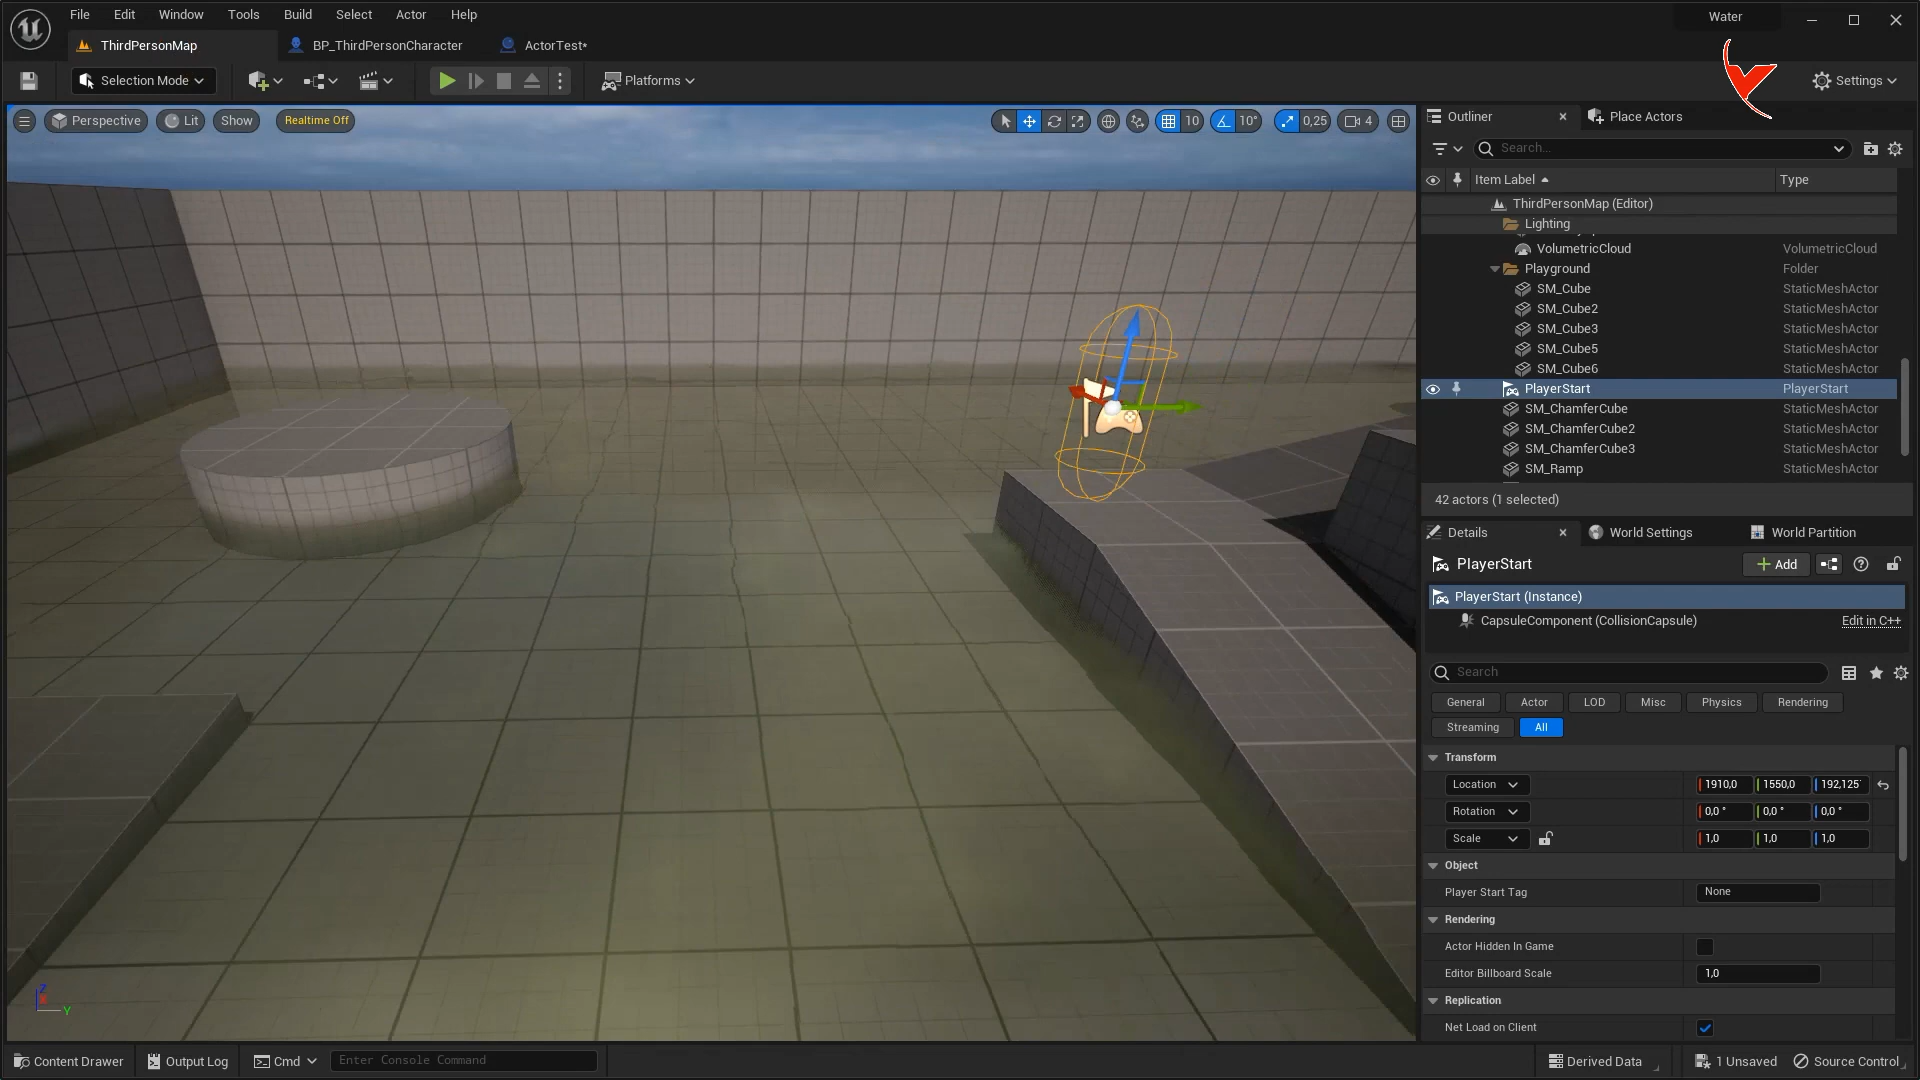 File Edit Window Tools Build Select Actor Help
Water
ThirdPersonMap
BP_ThirdPersonCharacter
ActorTest*
Selection Mode
Platforms
Settings
Perspective
Lit
Show
Realtime Off
10
10°
0,25
4
Outliner
Place Actors
Search...
Item Label
Type
ThirdPersonMap (Editor)
Lighting
VolumetricCloud VolumetricCloud
Playground Folder
SM_Cube StaticMeshActor
SM_Cube2 StaticMeshActor
SM_Cube3 StaticMeshActor
SM_Cube5 StaticMeshActor
SM_Cube6 StaticMeshActor
PlayerStart PlayerStart
SM_ChamferCube StaticMeshActor
SM_ChamferCube2 StaticMeshActor
SM_ChamferCube3 StaticMeshActor
SM_Ramp StaticMeshActor
42 actors (1 selected)
Details
World Settings
World Partition
PlayerStart
Add
PlayerStart (Instance)
CapsuleComponent (CollisionCapsule) Edit in C++
Search
General Actor LOD Misc Physics Rendering
Streaming All
Transform
Location 1910,0 1550,0 192,125
Rotation 0,0 ° 0,0 ° 0,0 °
Scale 1,0 1,0 1,0
Object
Player Start Tag None
Rendering
Actor Hidden In Game
Editor Billboard Scale 1,0
Replication
Net Load on Client
Z
X
Y
Content Drawer
Output Log
Cmd
Enter Console Command
Derived Data
1 Unsaved
Source Control